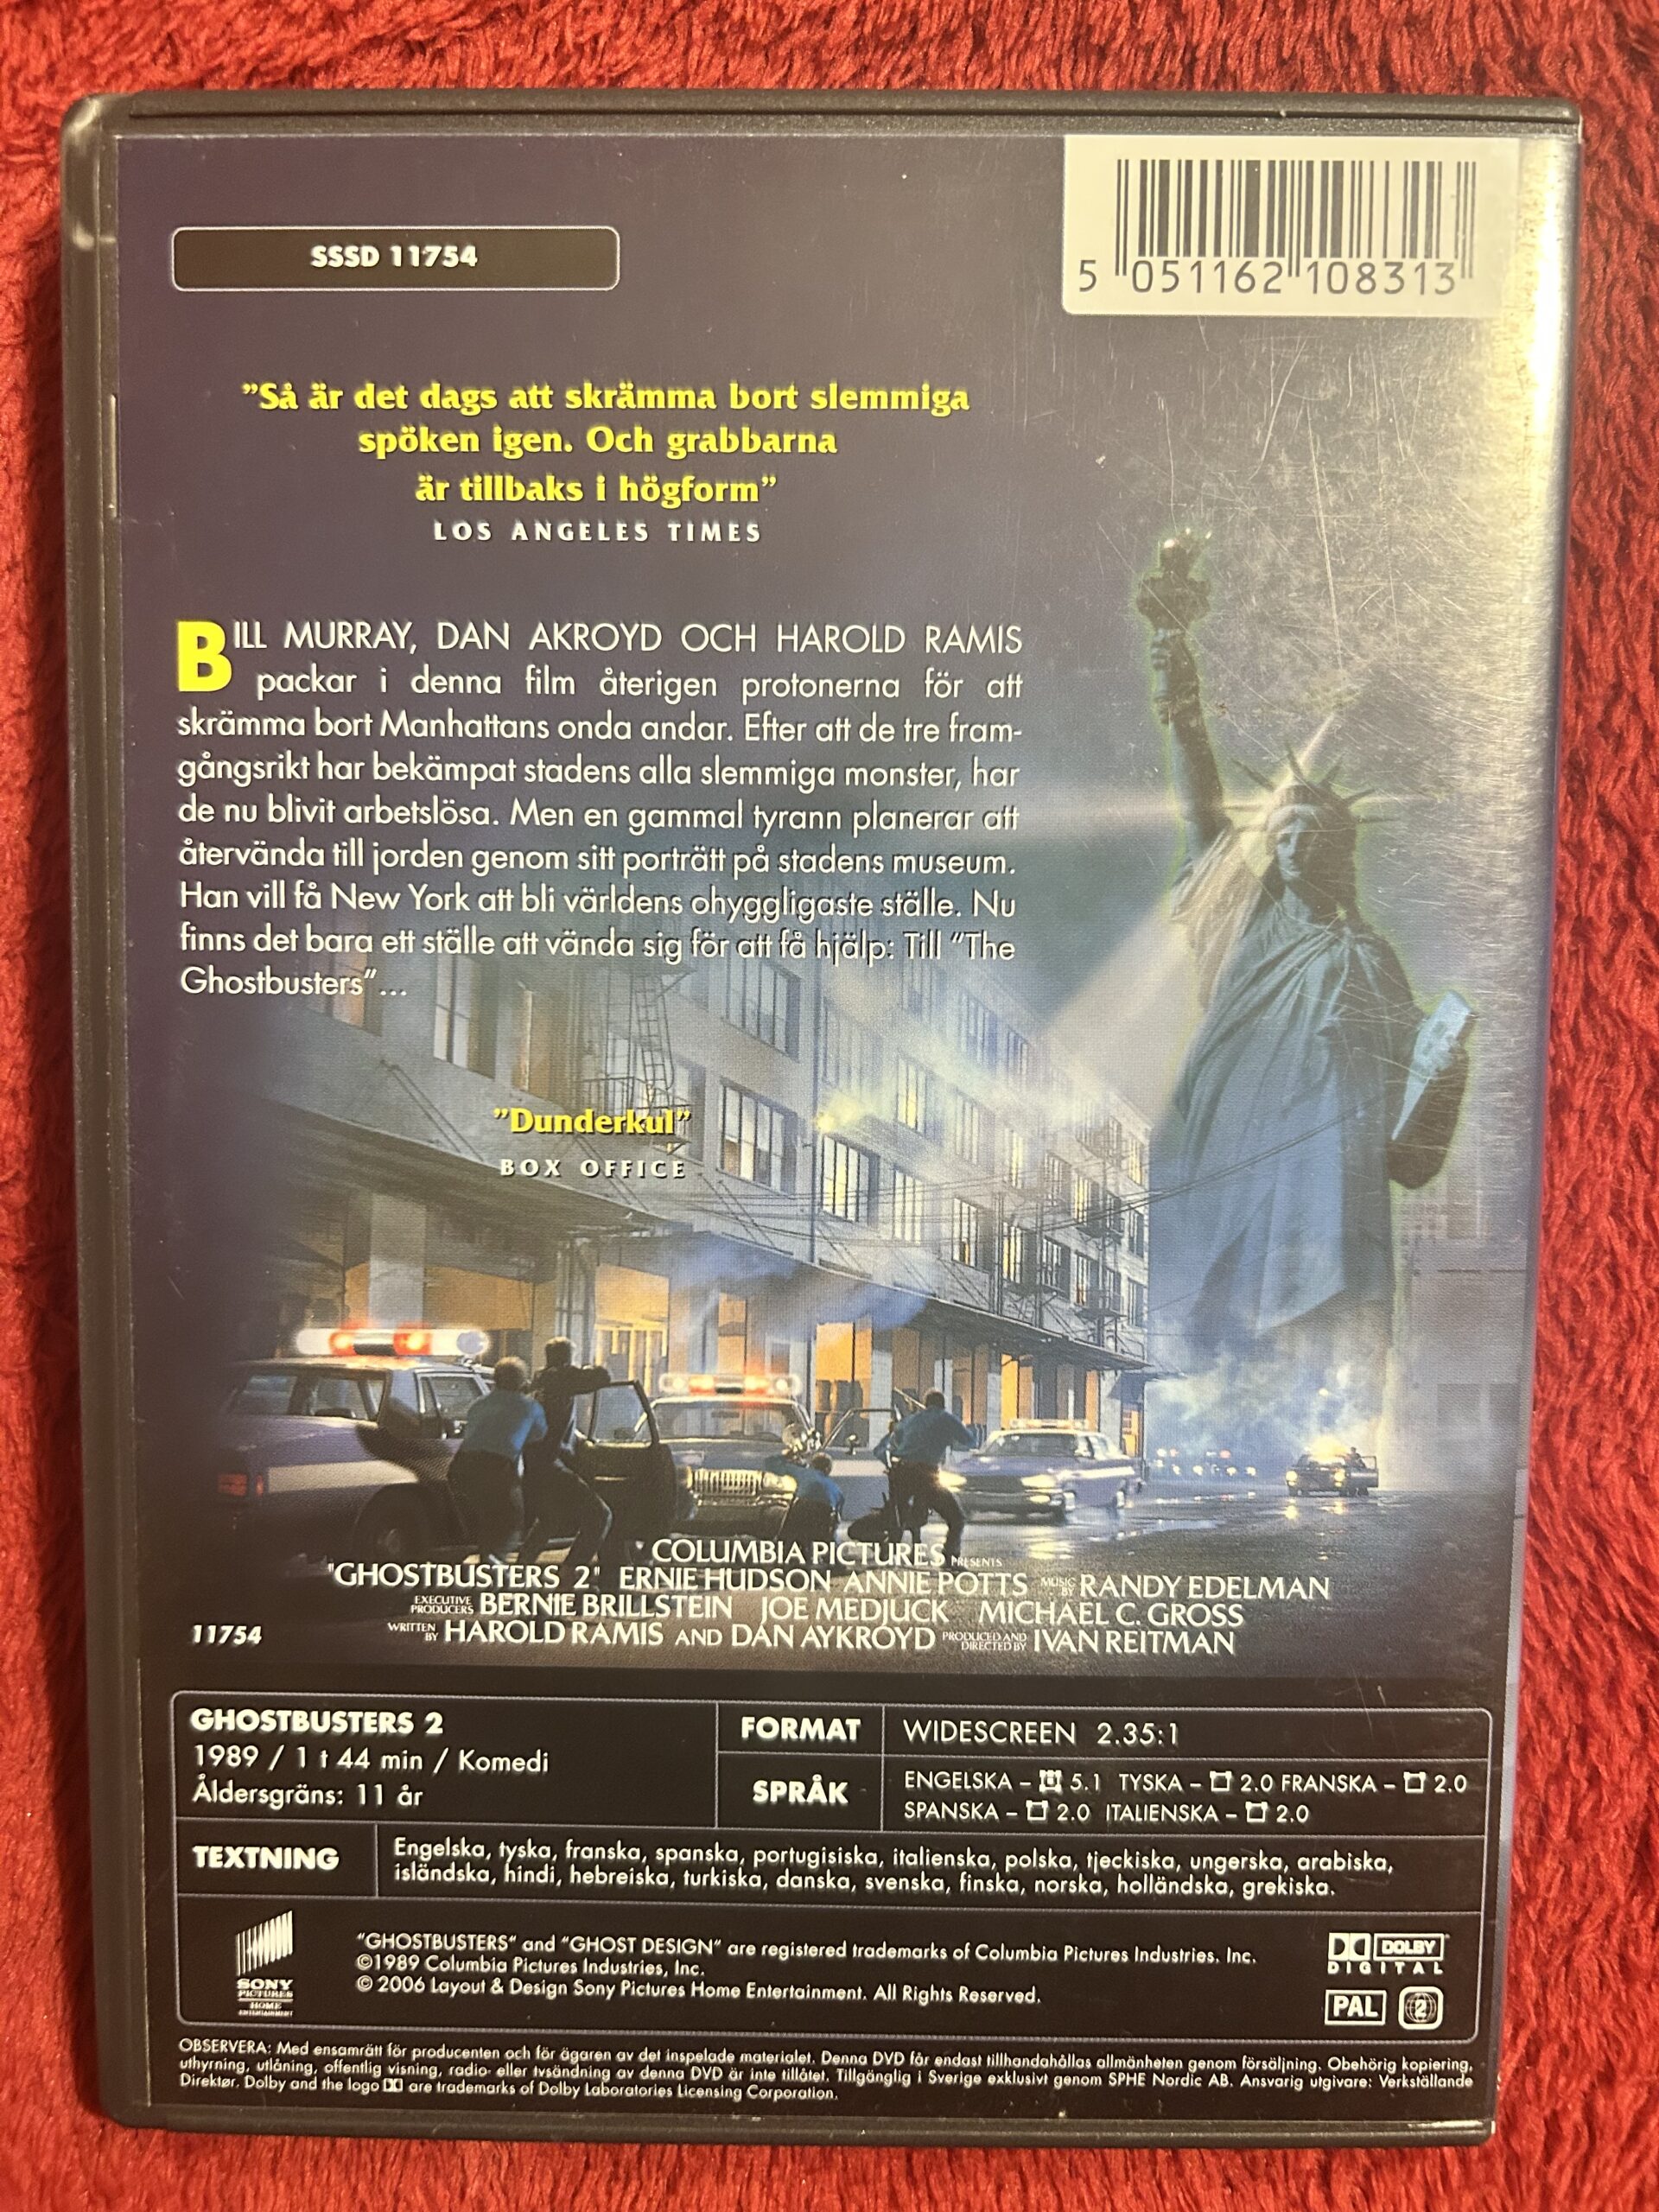 SSSD 11754
5 051162 108313
"Så är det dags att skrämma bort slemmiga
spöken igen. Och grabbarna
är tillbaks i högform"
LOS ANGELES TIMES
BILL MURRAY, DAN AKROYD OCH HAROLD RAMIS
packar i denna film återigen protonerna för att
skrämma bort Manhattans onda andar. Efter att de tre fram-
gångsrikt har bekämpat stadens alla slemmiga monster, har
de nu blivit arbetslösa. Men en gammal tyrann planerar att
återvända till jorden genom sitt porträtt på stadens museum.
Han vill få New York att bli världens ohyggligaste ställe. Nu
finns det bara ett ställe att vända sig för att få hjälp: Till "The
Ghostbusters"...
"Dunderkul"
BOX OFFICE
COLUMBIA PICTURES PRESENTS
"GHOSTBUSTERS 2" ERNIE HUDSON ANNIE POTTS MUSIC BY RANDY EDELMAN
EXECUTIVE PRODUCERS BERNIE BRILLSTEIN JOE MEDJUCK MICHAEL C. GROSS
WRITTEN BY HAROLD RAMIS AND DAN AYKROYD PRODUCED AND DIRECTED BY IVAN REITMAN
11754
GHOSTBUSTERS 2
1989 / 1 t 44 min / Komedi
Åldersgräns: 11 år
FORMAT WIDESCREEN 2.35:1
SPRÅK ENGELSKA – 5.1 TYSKA – 2.0 FRANSKA – 2.0
SPANSKA – 2.0 ITALIENSKA – 2.0
TEXTNING Engelska, tyska, franska, spanska, portugisiska, italienska, polska, tjeckiska, ungerska, arabiska,
isländska, hindi, hebreiska, turkiska, danska, svenska, finska, norska, holländska, grekiska.
SONY
PICTURES
HOME
ENTERTAINMENT
"GHOSTBUSTERS" and "GHOST DESIGN" are registered trademarks of Columbia Pictures Industries. Inc.
©1989 Columbia Pictures Industries, Inc.
© 2006 Layout & Design Sony Pictures Home Entertainment. All Rights Reserved.
DOLBY
DIGITAL
PAL 2
OBSERVERA: Med ensamrätt för producenten och för ägaren av det inspelade materialet. Denna DVD får endast tillhandahållas allmänheten genom försäljning. Obehörig kopiering,
uthyrning, utlåning, offentlig visning, radio- eller tvsändning av denna DVD är inte tillåtet. Tillgänglig i Sverige exklusivt genom SPHE Nordic AB. Ansvarig utgivare: Verkställande
Direktør. Dolby and the logo are trademarks of Dolby Laboratories Licensing Corporation.